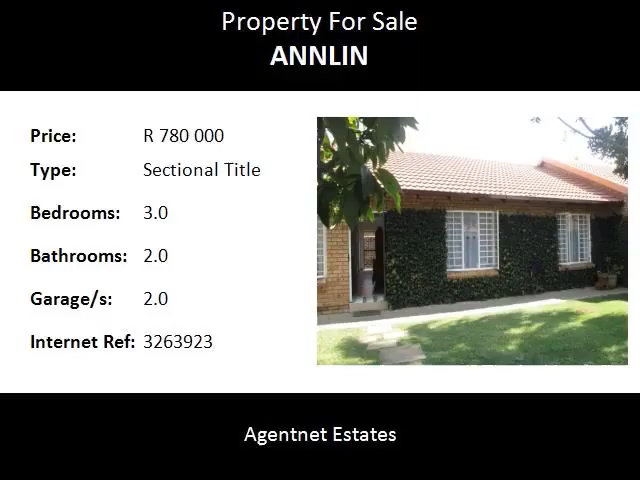 Property For Sale
ANNLIN
Price: R 780 000
Type: Sectional Title
Bedrooms: 3.0
Bathrooms: 2.0
Garage/s: 2.0
Internet Ref: 3263923
Agentnet Estates